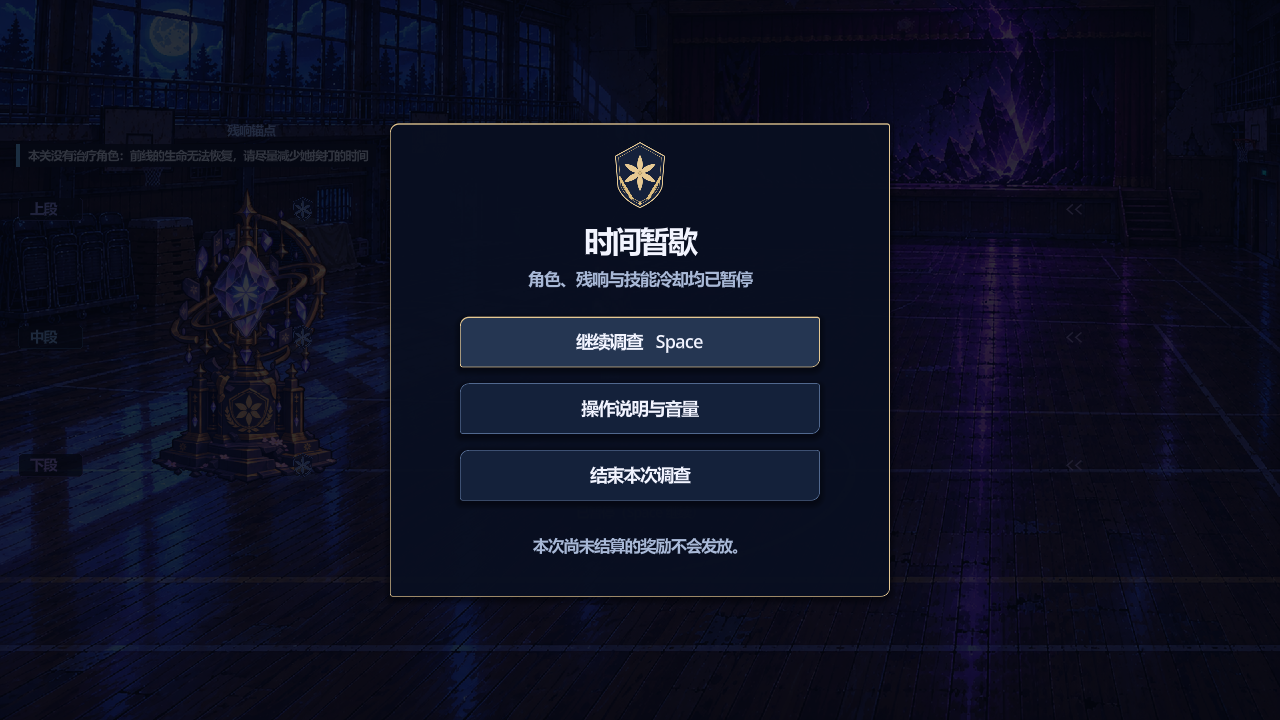 残响锚点
本关没有治疗角色：前线的生命无法恢复，请尽量减少她挨打的时间
上段
中段
下段
时间暂歇
角色、残响与技能冷却均已暂停
继续调查 Space
操作说明与音量
结束本次调查
本次尚未结算的奖励不会发放。